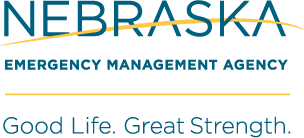 NEBRASKA
EMERGENCY MANAGEMENT AGENCY
Good Life. Great Strength.